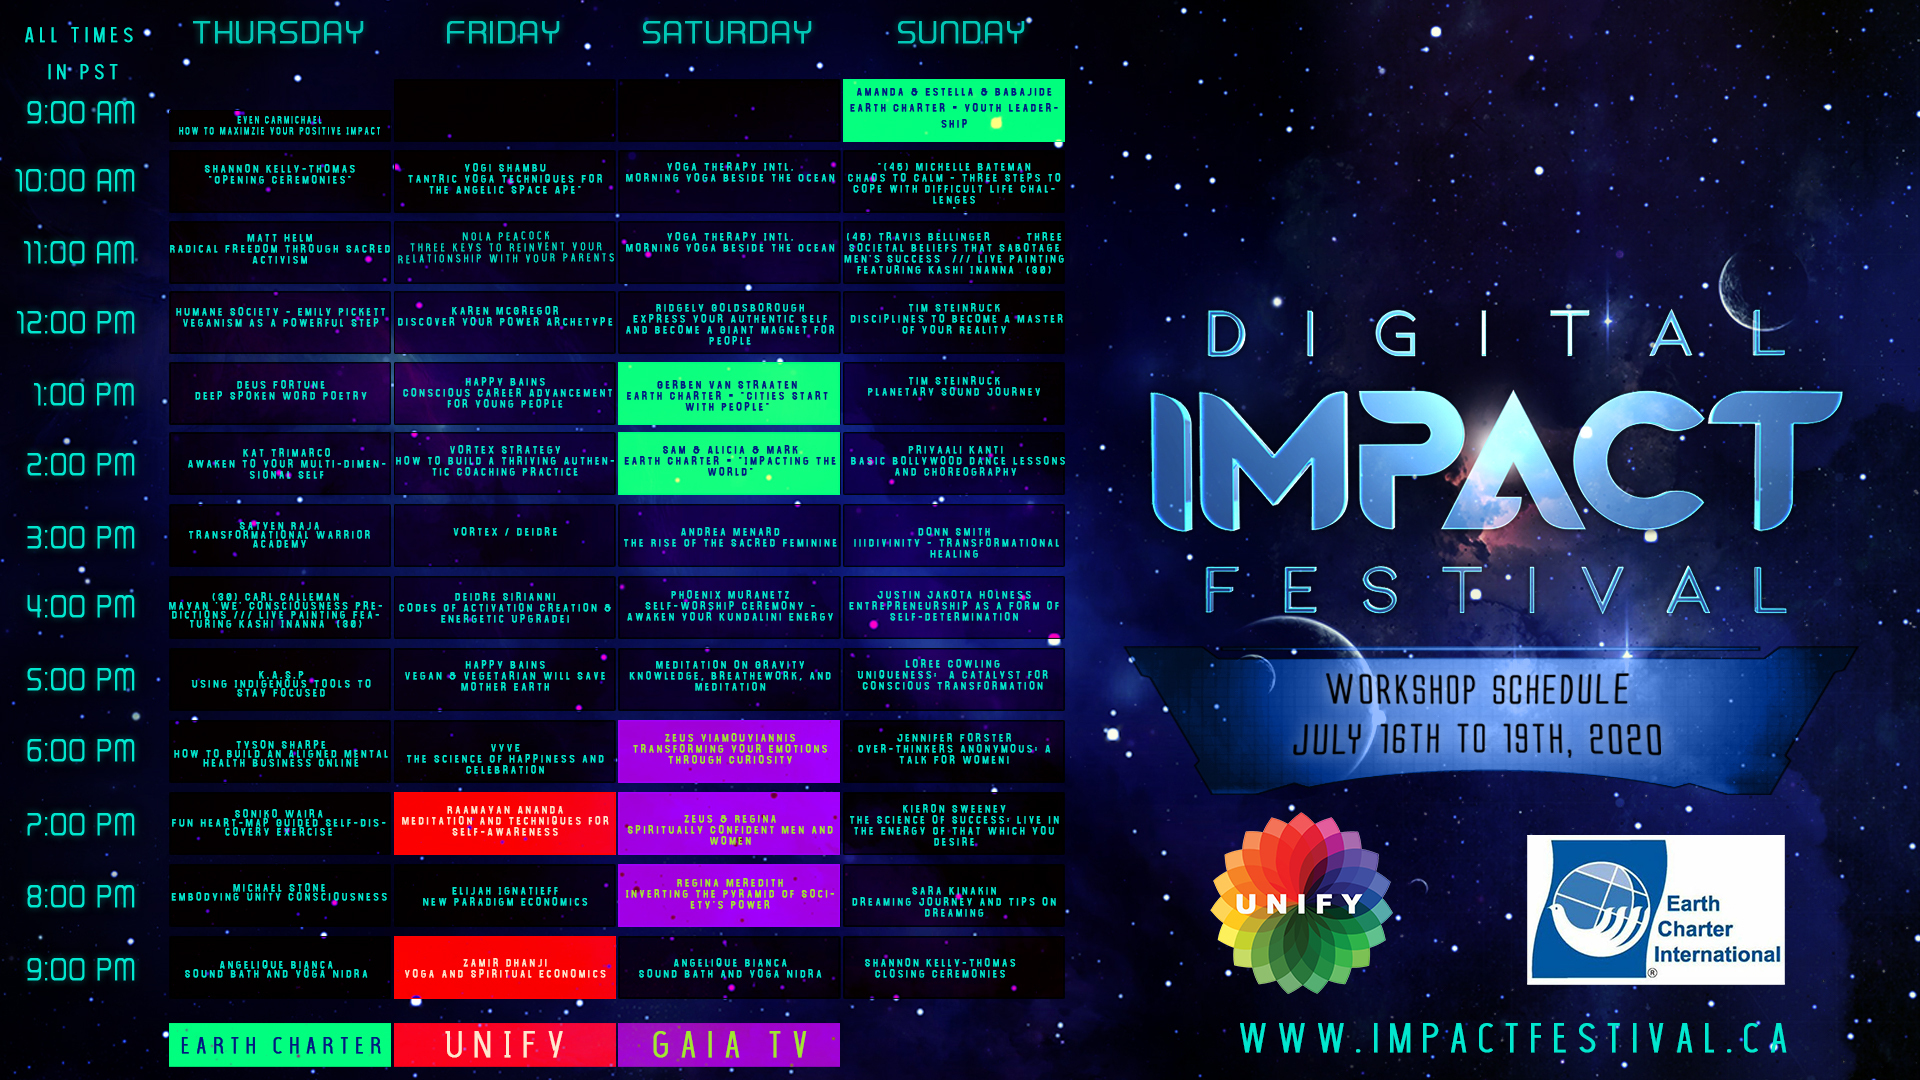 ALL TIMES
IN PST
THURSDAY
FRIDAY
SATURDAY
SUNDAY
9:00 AM
EVEN CARMICHAEL
HOW TO MAXIMZIE YOUR POSITIVE IMPACT
AMANDA & ESTELLA & BABAJIDE
EARTH CHARTER - YOUTH LEADER-
SHIP
10:00 AM
SHANNON KELLY-THOMAS
"OPENING CEREMONIES"
YOGI SHAMBU
TANTRIC YOGA TECHNIQUES FOR
THE ANGELIC SPACE APE"
YOGA THERAPY INTL.
MORNING YOGA BESIDE THE OCEAN
"(45) MICHELLE BATEMAN
CHAOS TO CALM - THREE STEPS TO
COPE WITH DIFFICULT LIFE CHAL-
LENGES
11:00 AM
MATT HELM
RADICAL FREEDOM THROUGH SACRED
ACTIVISM
NOLA PEACOCK
THREE KEYS TO REINVENT YOUR
RELATIONSHIP WITH YOUR PARENTS
YOGA THERAPY INTL.
MORNING YOGA BESIDE THE OCEAN
(45) TRAVIS BELLINGER THREE
SOCIETAL BELIEFS THAT SABOTAGE
MEN'S SUCCESS /// LIVE PAINTING
FEATURING KASHI INANNA (30)
12:00 PM
HUMANE SOCIETY - EMILY PICKETT
VEGANISM AS A POWERFUL STEP
KAREN MCGREGOR
DISCOVER YOUR POWER ARCHETYPE
RIDGELY GOLDSBOROUGH
EXPRESS YOUR AUTHENTIC SELF
AND BECOME A GIANT MAGNET FOR
PEOPLE
TIM STEINRUCK
DISCIPLINES TO BECOME A MASTER
OF YOUR REALITY
1:00 PM
DEUS FORTUNE
DEEP SPOKEN WORD POETRY
HAPPY BAINS
CONSCIOUS CAREER ADVANCEMENT
FOR YOUNG PEOPLE
GERBEN VAN STRAATEN
EARTH CHARTER - "CITIES START
WITH PEOPLE"
TIM STEINRUCK
PLANETARY SOUND JOURNEY
2:00 PM
KAT TRIMARCO
AWAKEN TO YOUR MULTI-DIMEN-
SIONAL SELF
VORTEX STRATEGY
HOW TO BUILD A THRIVING AUTHEN-
TIC COACHING PRACTICE
SAM & ALICIA & MARK
EARTH CHARTER - "IMPACTING THE
WORLD"
PRIYAALI KANTI
BASIC BOLLYWOOD DANCE LESSONS
AND CHOREOGRAPHY
3:00 PM
SATYEN RAJA
TRANSFORMATIONAL WARRIOR
ACADEMY
VORTEX / DEIDRE
ANDREA MENARD
THE RISE OF THE SACRED FEMININE
DONN SMITH
IIIDIVINITY - TRANSFORMATIONAL
HEALING
4:00 PM
(30) CARL CALLEMAN
MAYAN 'WE' CONSCIOUSNESS PRE-
DICTIONS /// LIVE PAINTING FEA-
TURING KASHI INANNA (30)
DEIDRE SIRIANNI
CODES OF ACTIVATION CREATION &
ENERGETIC UPGRADE!
PHOENIX MURANETZ
SELF-WORSHIP CEREMONY -
AWAKEN YOUR KUNDALINI ENERGY
JUSTIN JAKOTA HOLNESS
ENTREPRENEURSHIP AS A FORM OF
SELF-DETERMINATION
5:00 PM
K.A.S.P
USING INDIGENOUS TOOLS TO
STAY FOCUSED
HAPPY BAINS
VEGAN & VEGETARIAN WILL SAVE
MOTHER EARTH
MEDITATION ON GRAVITY
KNOWLEDGE, BREATHEWORK, AND
MEDITATION
LOREE COWLING
UNIQUENESS: A CATALYST FOR
CONSCIOUS TRANSFORMATION
6:00 PM
TYSON SHARPE
HOW TO BUILD AN ALIGNED MENTAL
HEALTH BUSINESS ONLINE
VYVE
THE SCIENCE OF HAPPINESS AND
CELEBRATION
ZEUS YIAMOUYIANNIS
TRANSFORMING YOUR EMOTIONS
THROUGH CURIOSITY
JENNIFER FORSTER
OVER-THINKERS ANONYMOUS: A
TALK FOR WOMEN!
7:00 PM
SONIKO WAIRA
FUN HEART-MAP GUIDED SELF-DIS-
COVERY EXERCISE
RAAMAYAN ANANDA
MEDITATION AND TECHNIQUES FOR
SELF-AWARENESS
ZEUS & REGINA
SPIRITUALLY CONFIDENT MEN AND
WOMEN
KIERON SWEENEY
THE SCIENCE OF SUCCESS: LIVE IN
THE ENERGY OF THAT WHICH YOU
DESIRE
8:00 PM
MICHAEL STONE
EMBODYING UNITY CONSCIOUSNESS
ELIJAH IGNATIEFF
NEW PARADIGM ECONOMICS
REGINA MEREDITH
INVERTING THE PYRAMID OF SOCI-
ETY'S POWER
SARA KINAKIN
DREAMING JOURNEY AND TIPS ON
DREAMING
9:00 PM
ANGELIQUE BIANCA
SOUND BATH AND YOGA NIDRA
ZAMIR DHANJI
YOGA AND SPIRITUAL ECONOMICS
ANGELIQUE BIANCA
SOUND BATH AND YOGA NIDRA
SHANNON KELLY-THOMAS
CLOSING CEREMONIES
EARTH CHARTER
UNIFY
GAIA TV
DIGITAL
IMPACT
FESTIVAL
WORKSHOP SCHEDULE
JULY 16TH TO 19TH, 2020
UNIFY
Earth
Charter
International
®
WWW.IMPACTFESTIVAL.CA